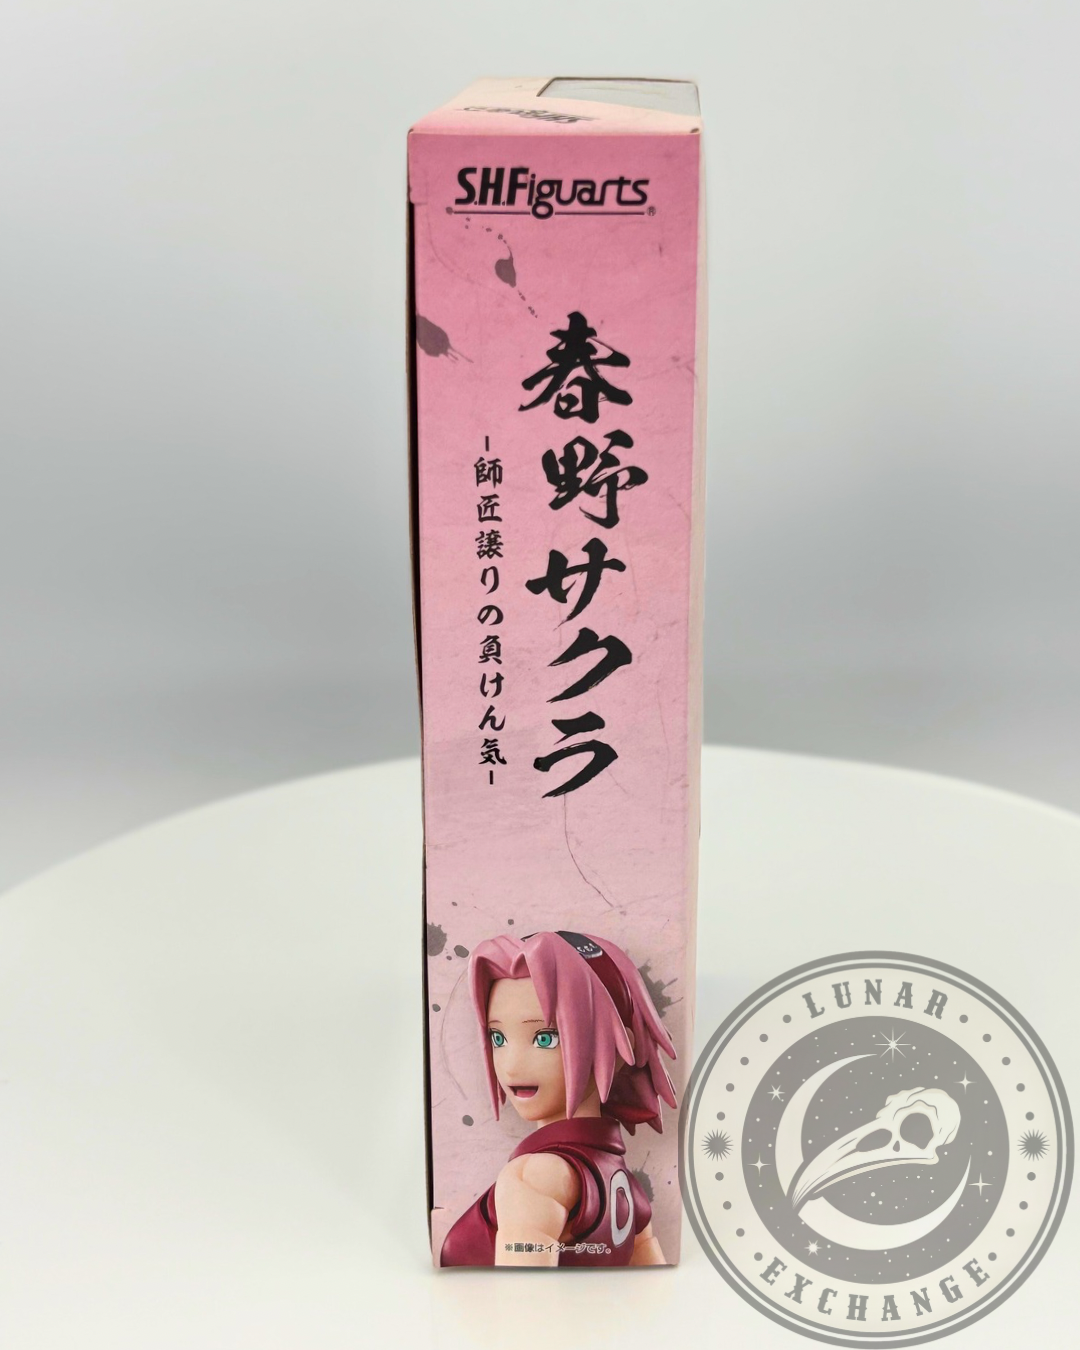 S.H.Figuarts
S.H.Figuarts®
春野サクラ
-師匠譲りの負けん気-
※画像はイメージです。
LUNAR
EXCHANGE